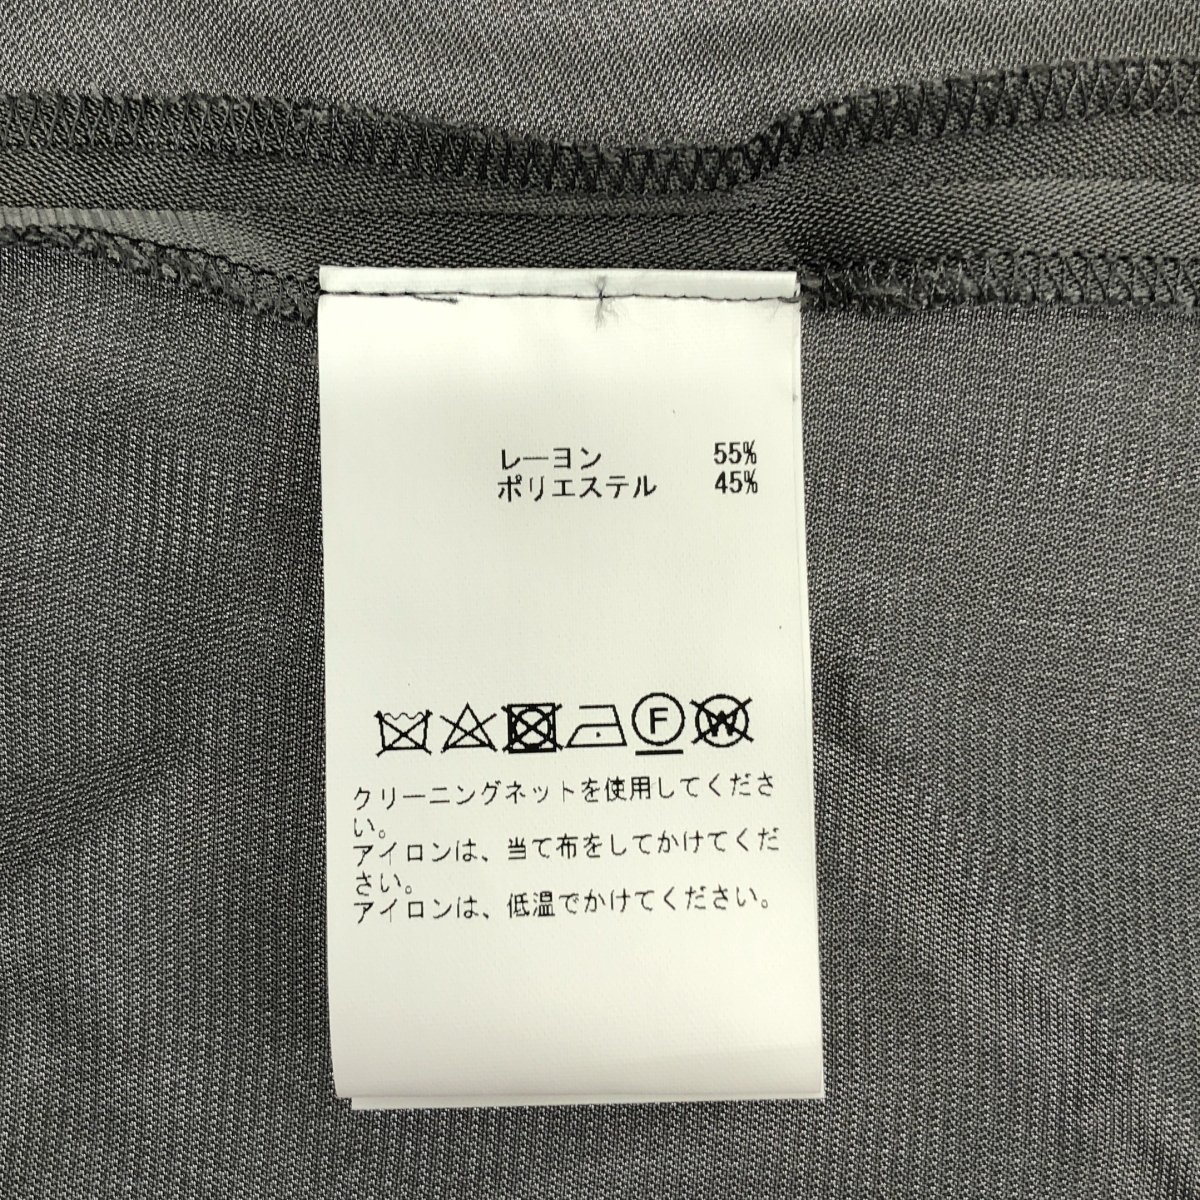 レーヨン 55%
ポリエステル 45%
F
W
クリーニングネットを使用してくださ
い。
アイロンは、当て布をしてかけてくだ
さい。
アイロンは、低温でかけてください。